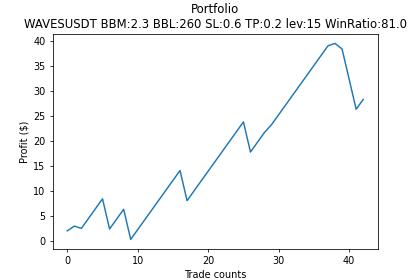 Portfolio
WAVESUSDT BBM:2.3 BBL:260 SL:0.6 TP:0.2 lev:15 WinRatio:81.0
40
35
30
25
20
15
10
5
0
Profit ($)
0 10 20 30 40
Trade counts